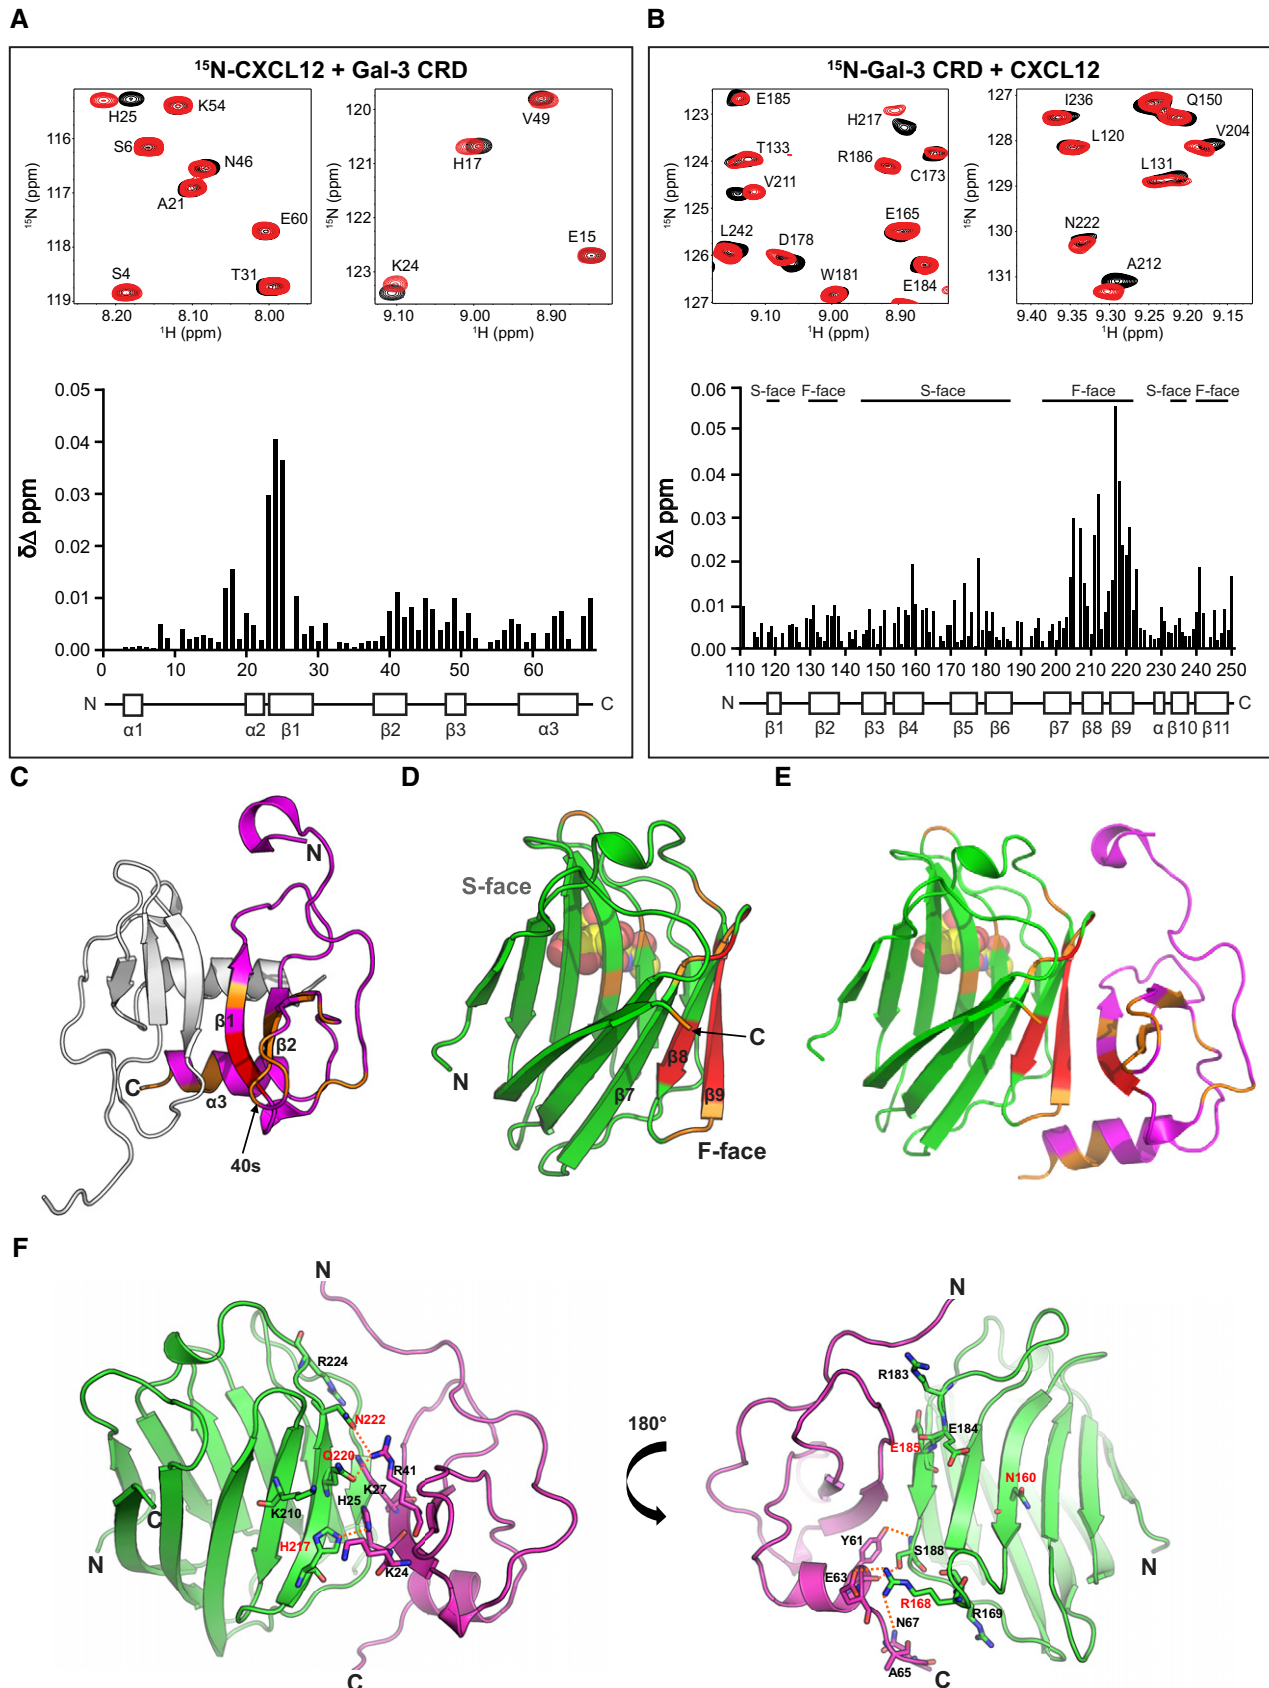 A
¹⁵N-CXCL12 + Gal-3 CRD
H25
K54
S6
N46
A21
E60
S4
T31
116
117
118
119
¹⁵N (ppm)
8.20
8.10
8.00
¹H (ppm)
V49
H17
E15
K24
120
121
122
123
¹⁵N (ppm)
9.10
9.00
8.90
¹H (ppm)
δΔ ppm
0.05
0.04
0.03
0.02
0.01
0.00
0
10
20
30
40
50
60
N
C
α1
α2
β1
β2
β3
α3
B
¹⁵N-Gal-3 CRD + CXCL12
E185
H217
T133
R186
C173
V211
E165
L242
D178
W181
E184
123
124
125
126
127
¹⁵N (ppm)
9.10
9.00
8.90
¹H (ppm)
I236
Q150
L120
V204
L131
N222
A212
127
128
129
130
131
¹⁵N (ppm)
9.40
9.35
9.30
9.25
9.20
9.15
¹H (ppm)
δΔ ppm
0.06
0.05
0.04
0.03
0.02
0.01
0.00
S-face
F-face
S-face
F-face
S-face
F-face
110
120
130
140
150
160
170
180
190
200
210
220
230
240
250
N
C
β1
β2
β3
β4
β5
β6
β7
β8
β9
α
β10
β11
C
N
β1
β2
C
α3
40s
D
S-face
N
C
β8
β7
β9
F-face
E
F
N
R224
N222
Q220
R41
K27
H25
K210
C
H217
K24
N
C
180°
N
R183
E184
E185
N160
Y61
S188
E63
R168
R169
N67
A65
C
N